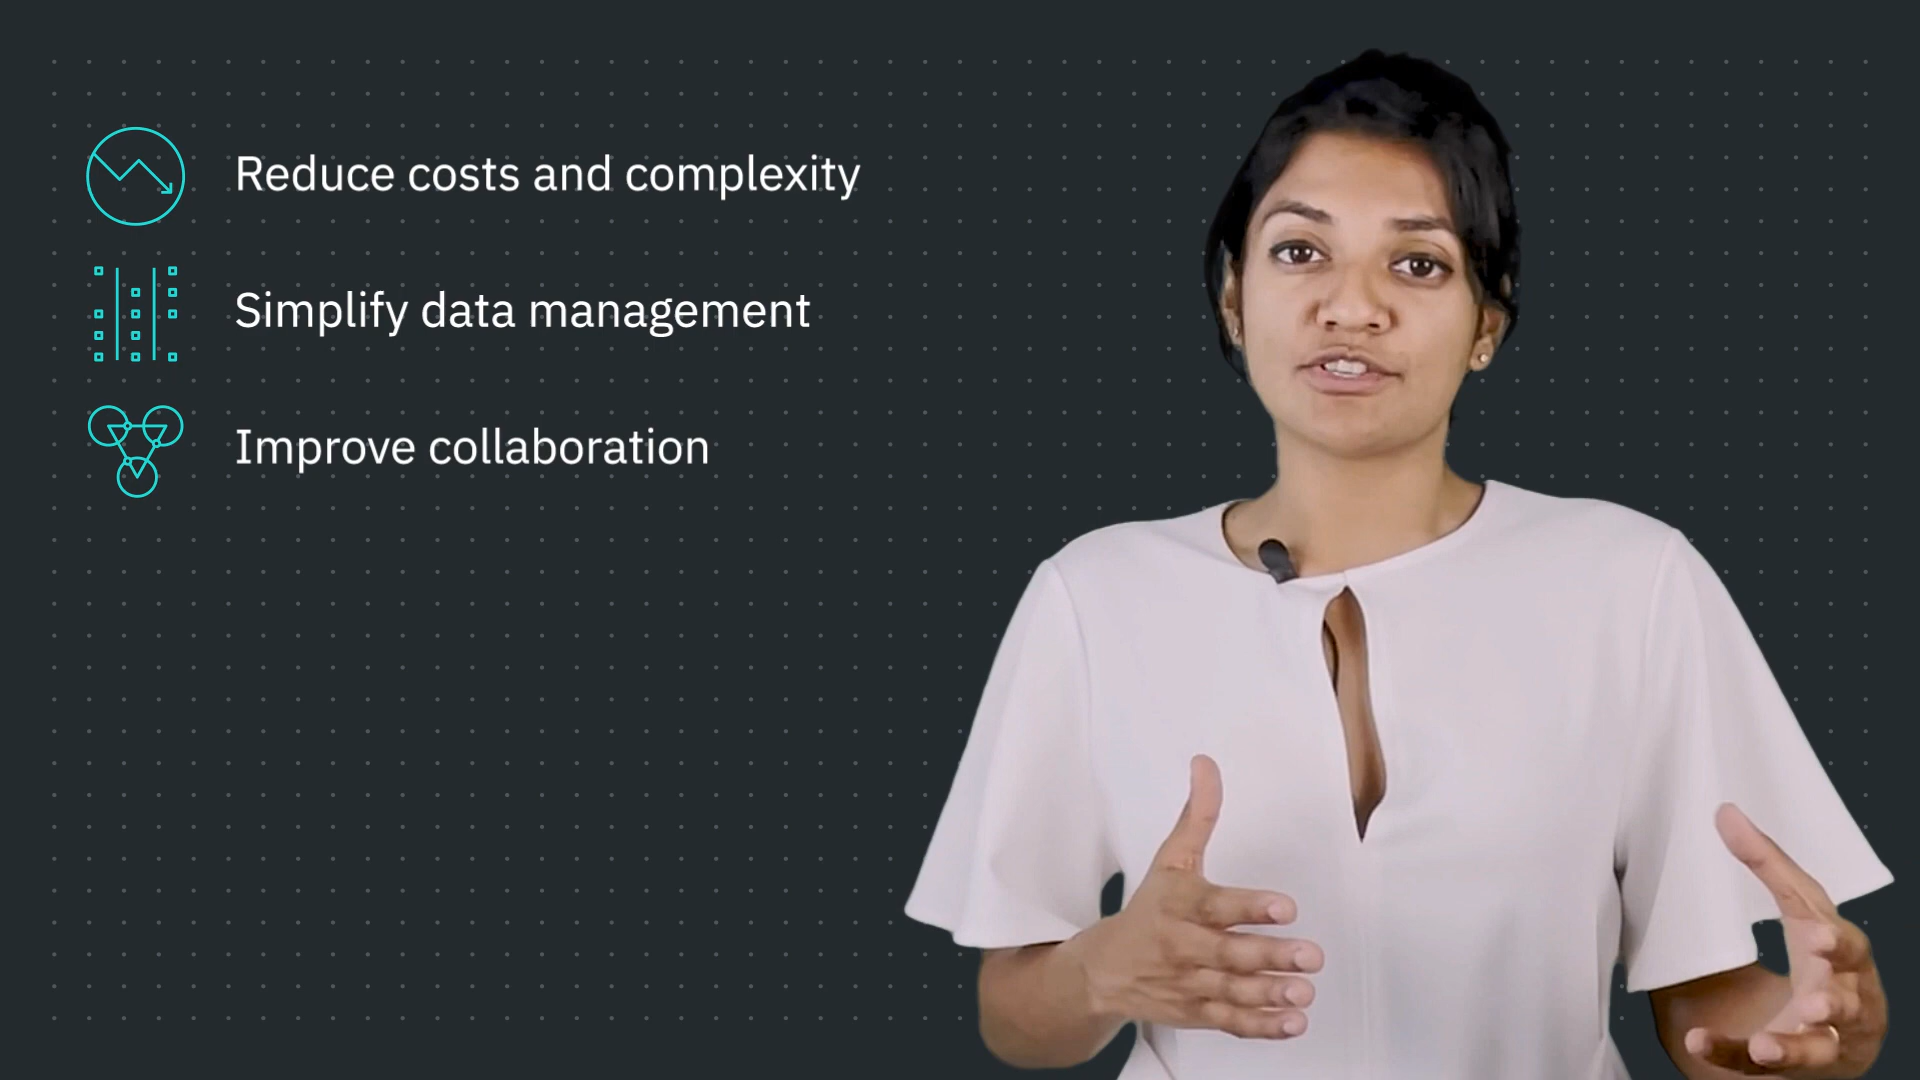 Reduce costs and complexity
Simplify data management
Improve collaboration